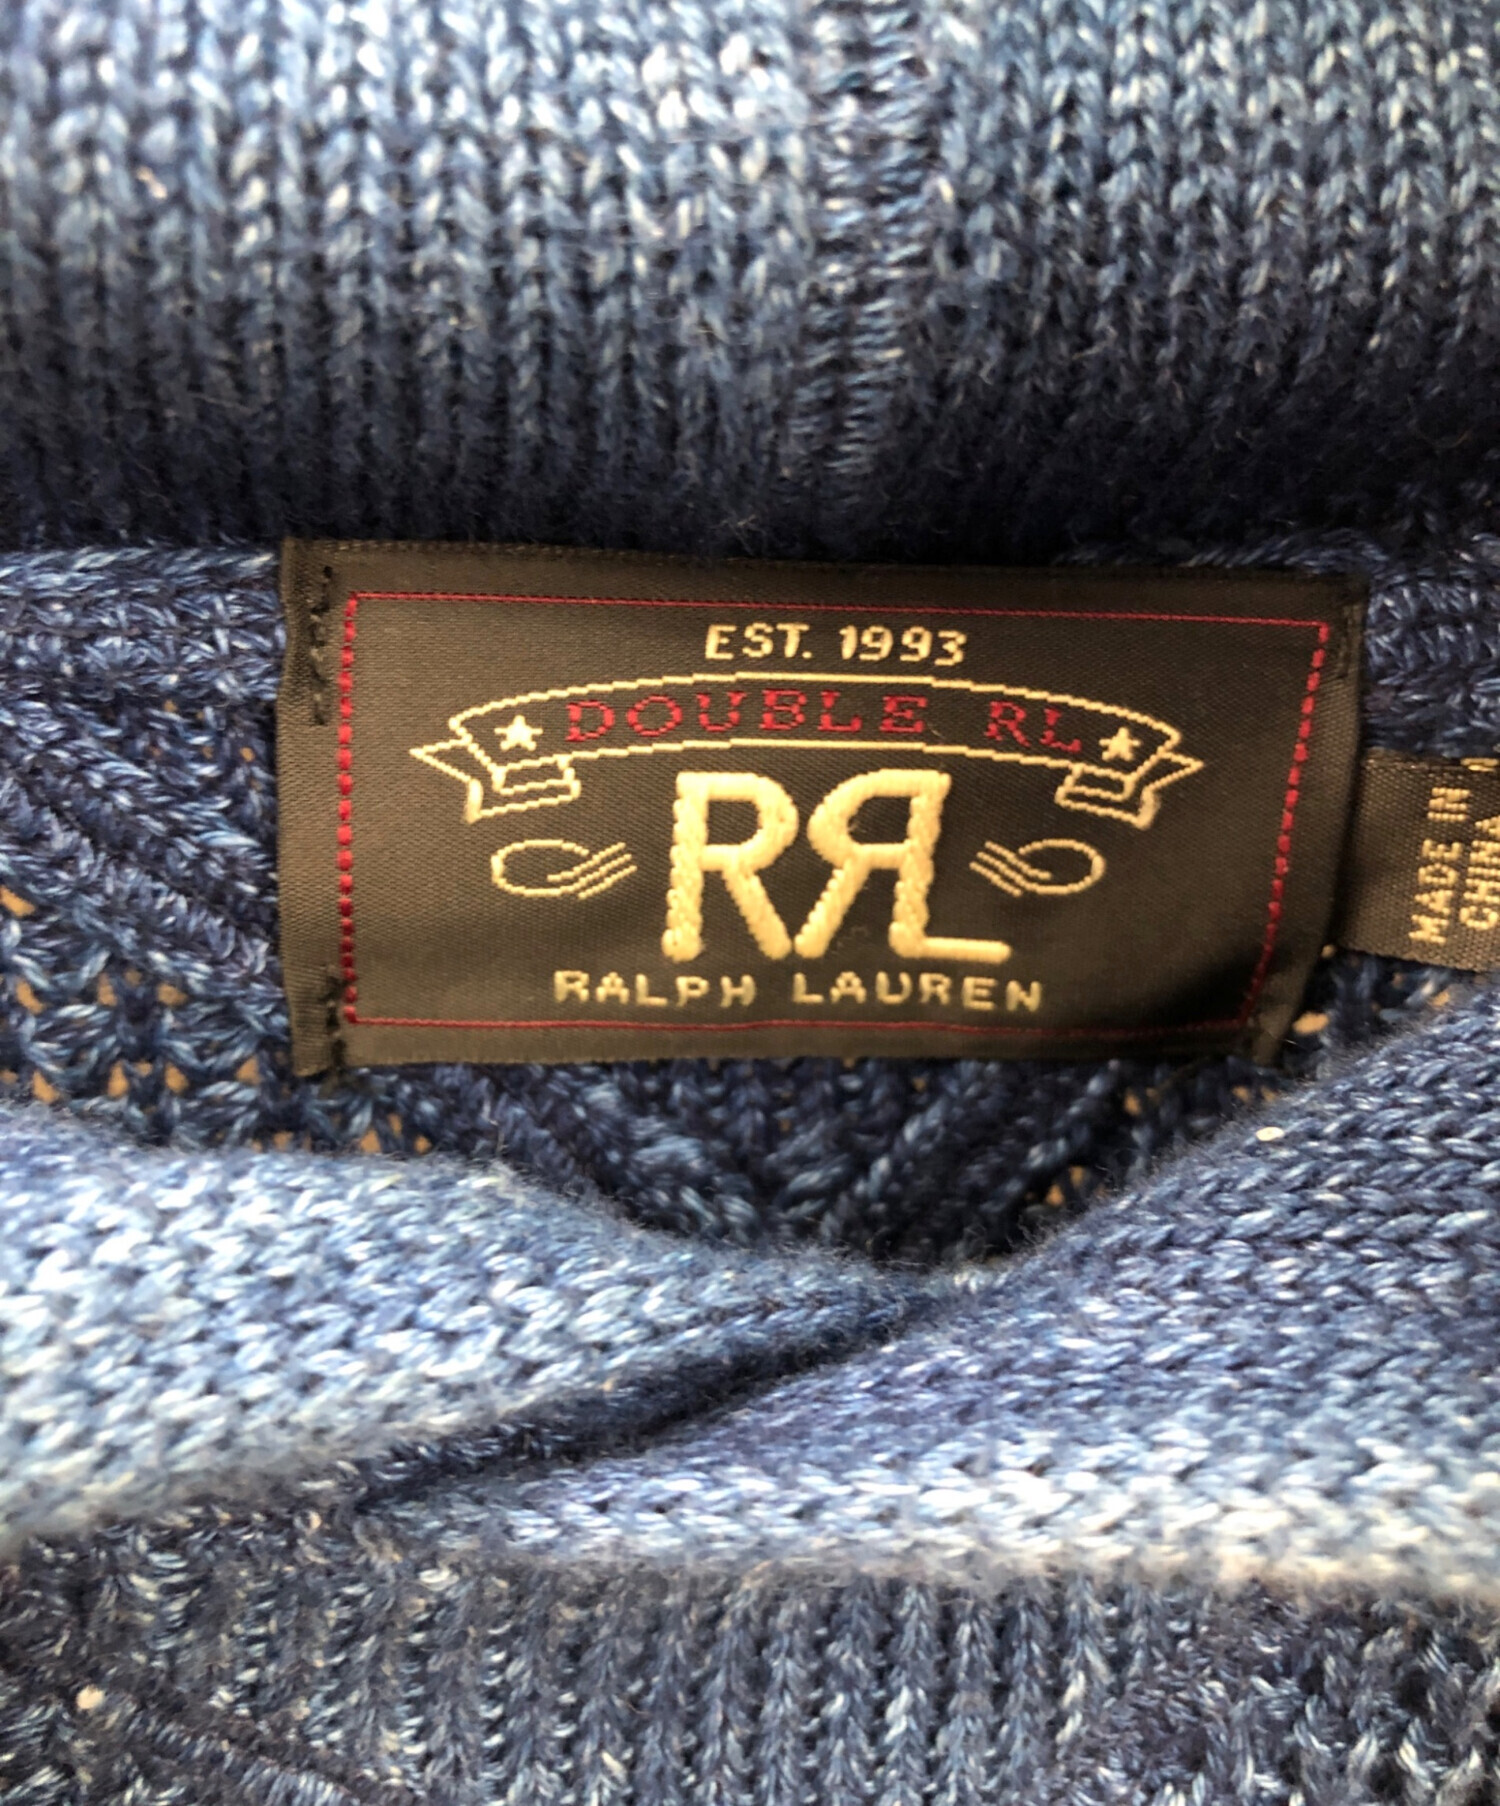 EST. 1993
DOUBLE RL
RRL
RALPH LAUREN
MADE IN
CHINA